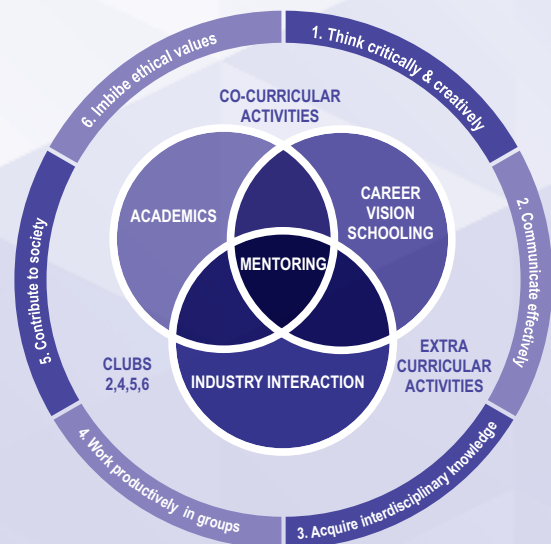 1. Think critically & creatively
2. Communicate effectively
3. Acquire interdisciplinary knowledge
4. Work productively in groups
5. Contribute to society
6. Imbibe ethical values
CO-CURRICULAR
ACTIVITIES
ACADEMICS
CAREER
VISION
SCHOOLING
MENTORING
INDUSTRY INTERACTION
CLUBS
2,4,5,6
EXTRA
CURRICULAR
ACTIVITIES